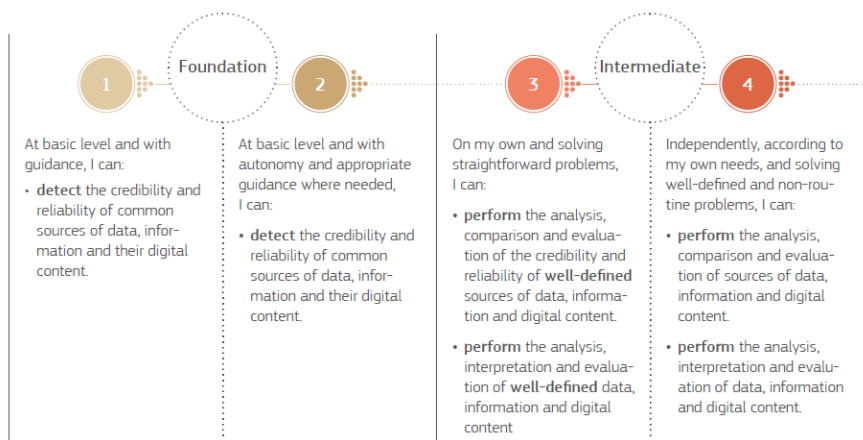 1
Foundation
2
3
Intermediate
4
At basic level and with
guidance, I can:
• detect the credibility and
reliability of common
sources of data, infor-
mation and their digital
content.
At basic level and with
autonomy and appropriate
guidance where needed,
I can:
• detect the credibility and
reliability of common
sources of data, infor-
mation and their digital
content.
On my own and solving
straightforward problems,
I can:
• perform the analysis,
comparison and evalua-
tion of the credibility and
reliability of well-defined
sources of data, informa-
tion and digital content.
• perform the analysis,
interpretation and evalua-
tion of well-defined data,
information and digital
content
Independently, according to
my own needs, and solving
well-defined and non-rou-
tine problems, I can:
• perform the analysis,
comparison and evalua-
tion of sources of data,
information and digital
content.
• perform the analysis,
interpretation and evalu-
ation of data, information
and digital content.